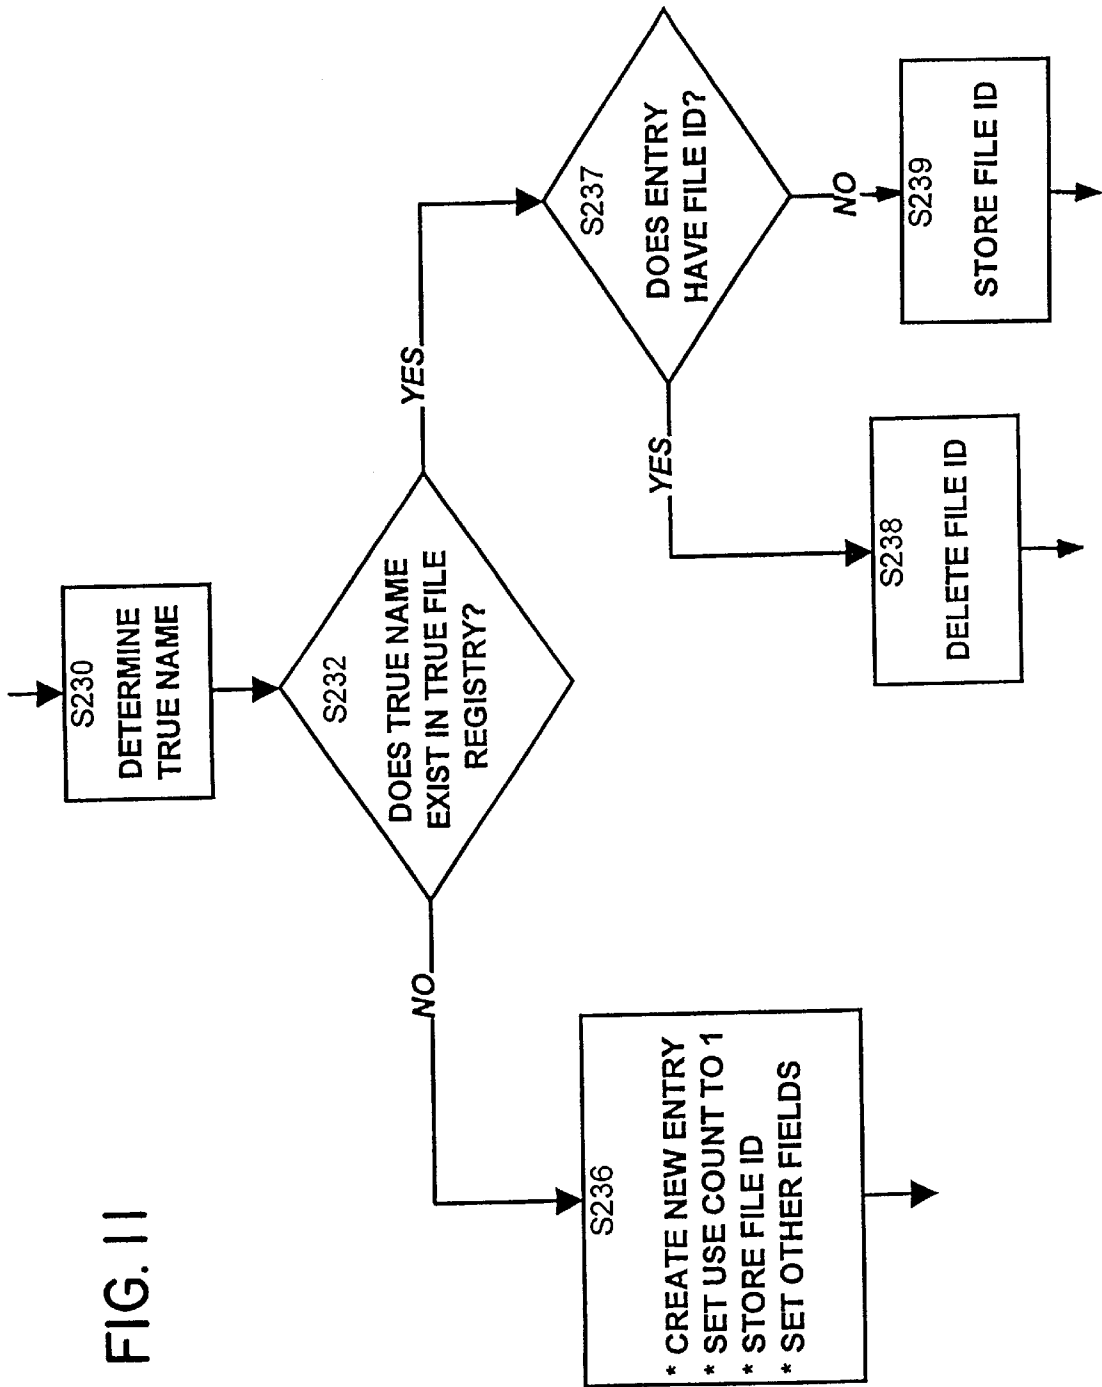 FIG. 11
S230
DETERMINE
TRUE NAME
S232
DOES TRUE NAME
EXIST IN TRUE FILE
REGISTRY?
NO
YES
S236
* CREATE NEW ENTRY
* SET USE COUNT TO 1
* STORE FILE ID
* SET OTHER FIELDS
S237
DOES ENTRY
HAVE FILE ID?
YES
NO
S238
DELETE FILE ID
S239
STORE FILE ID